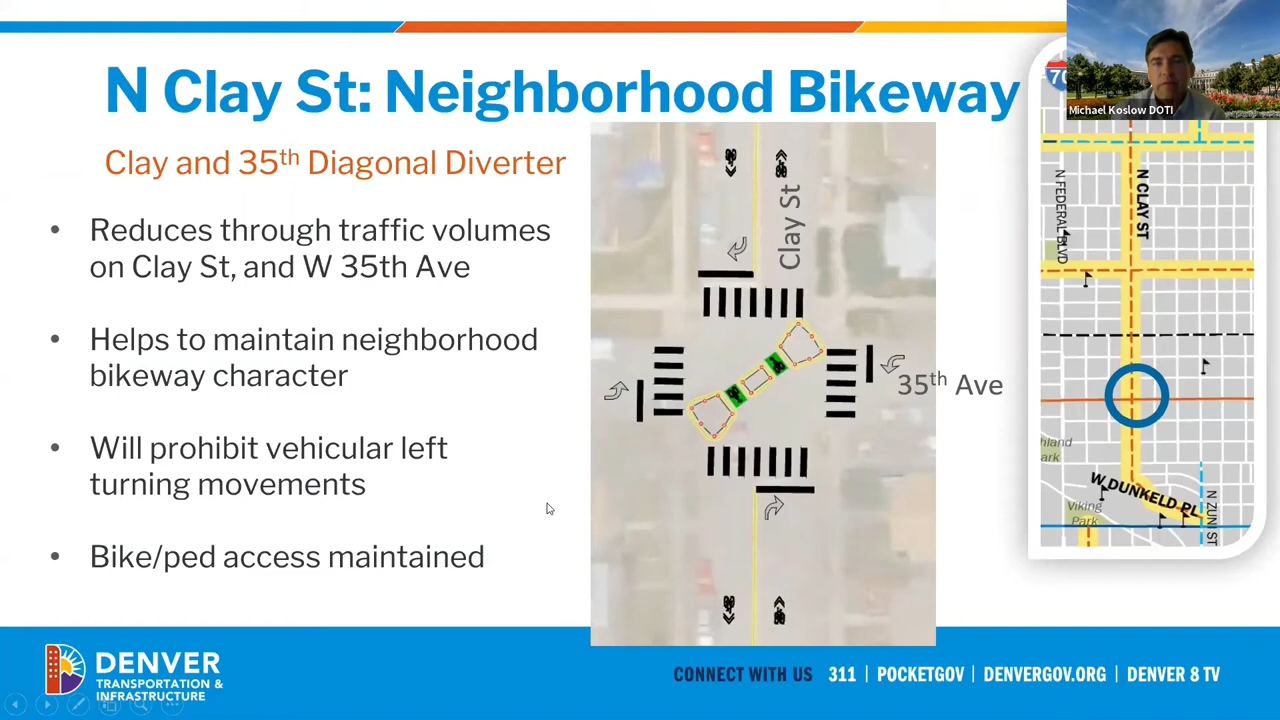 N Clay St: Neighborhood Bikeway
Michael Koslow DOTI
Clay and 35th Diagonal Diverter
• Reduces through traffic volumes
on Clay St, and W 35th Ave
• Helps to maintain neighborhood
bikeway character
• Will prohibit vehicular left
turning movements
• Bike/ped access maintained
Clay St
35th Ave
70
N FEDERAL BLVD
N CLAY ST
hland
Park
W DUNKELD PL
Viking
Park
N ZUNI ST
DENVER
TRANSPORTATION &
INFRASTRUCTURE
CONNECT WITH US 311 | POCKETGOV | DENVERGOV.ORG | DENVER 8 TV